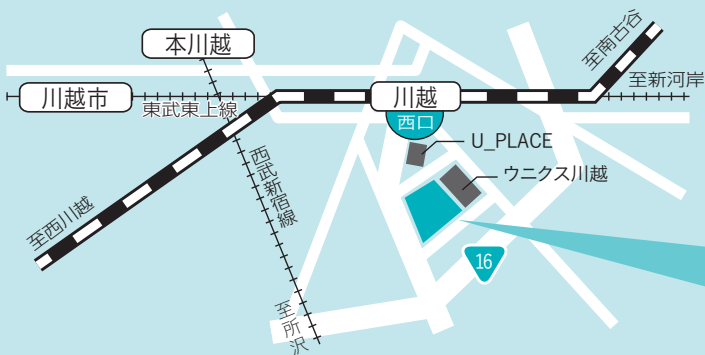 本川越
至南古谷
川越市
東武東上線
川越
至新河岸
西口
U_PLACE
ウニクス川越
西武新宿線
至西川越
16
至所沢